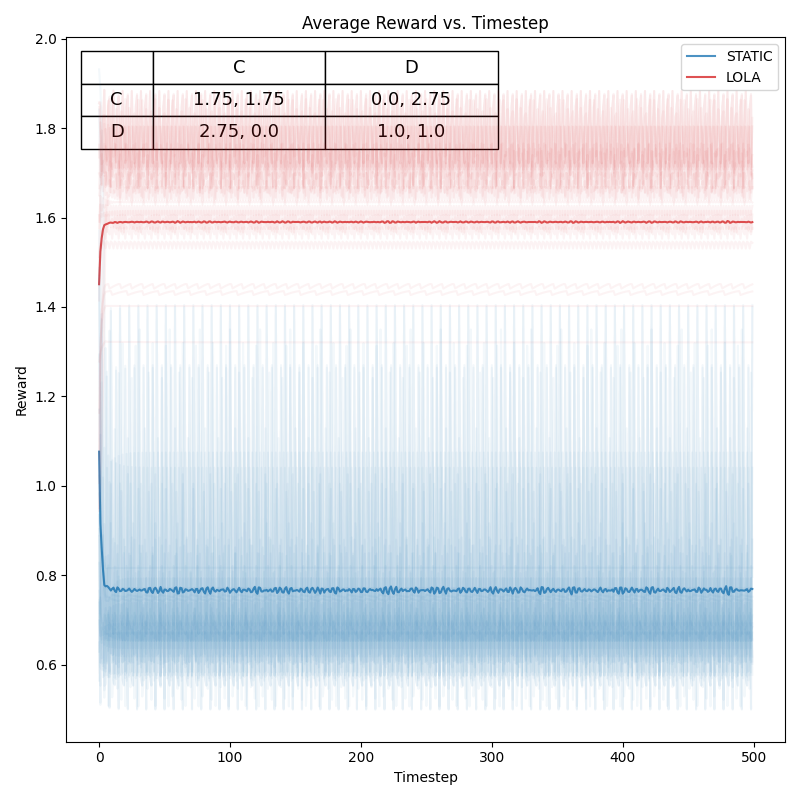 Average Reward vs. Timestep
2.0
1.8
1.6
1.4
1.2
1.0
0.8
0.6
Reward
C D
C 1.75, 1.75 0.0, 2.75
D 2.75, 0.0 1.0, 1.0
STATIC
LOLA
0 100 200 300 400 500
Timestep